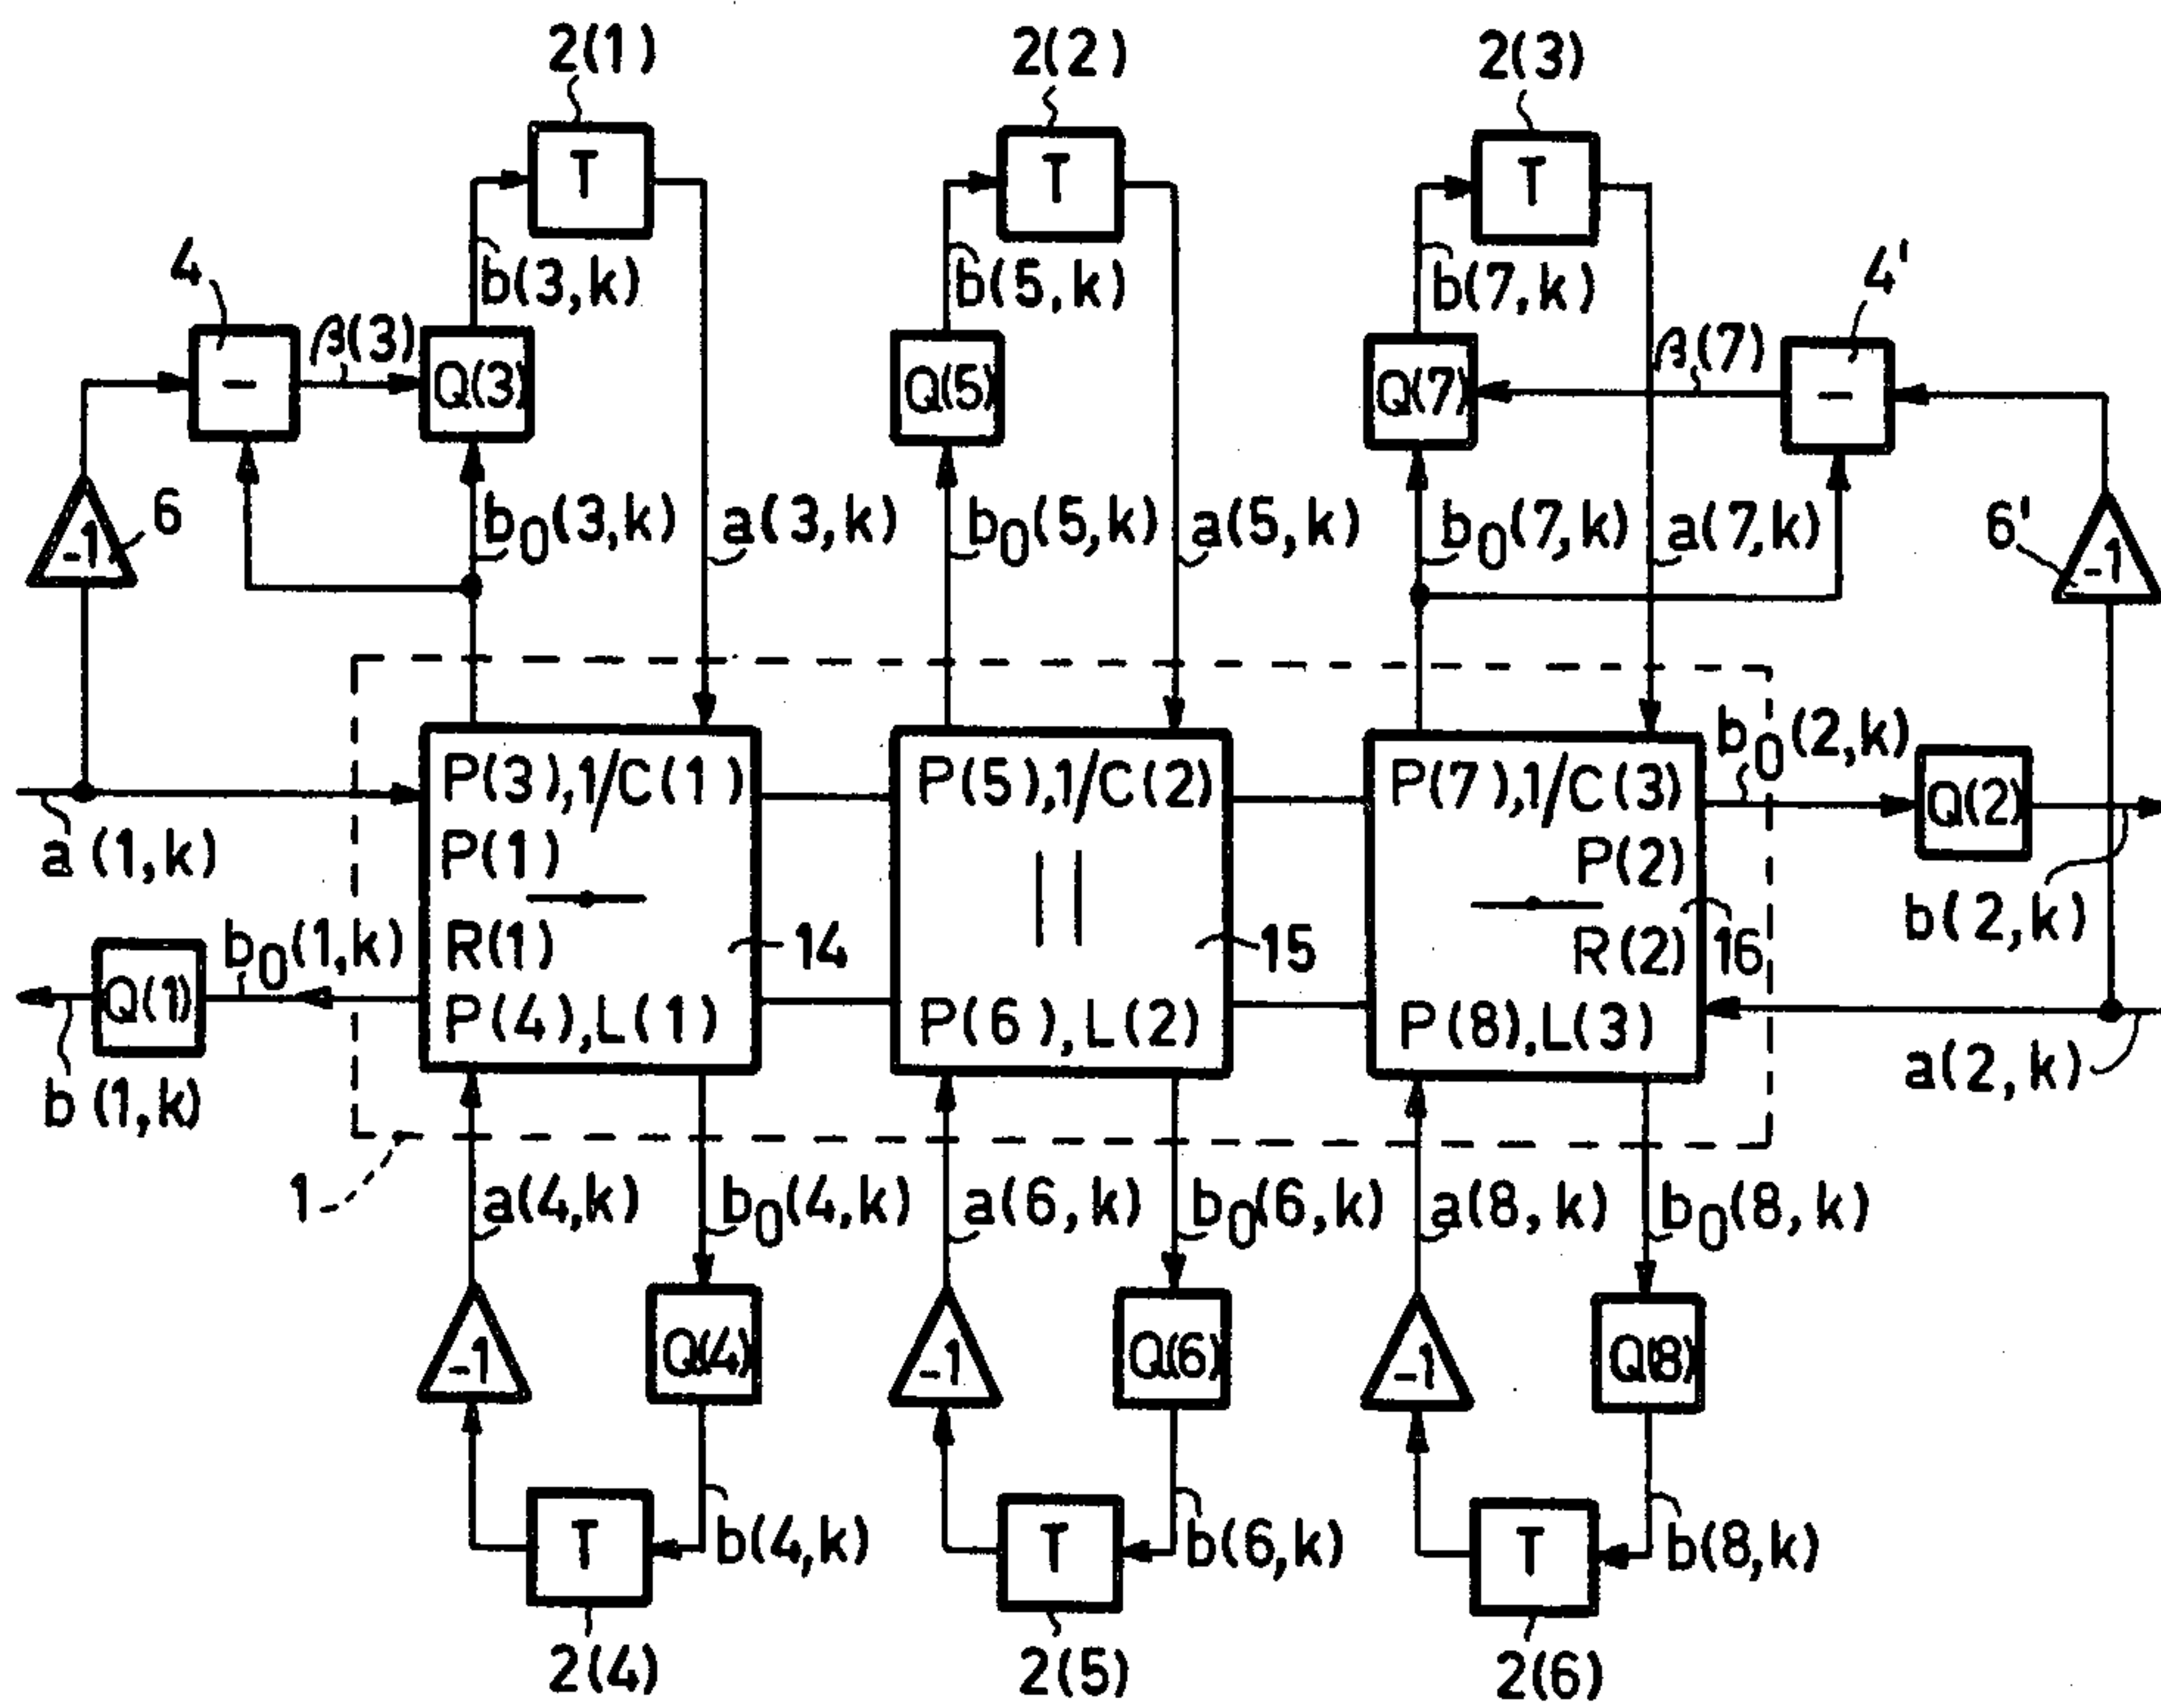 2(1) 2(2) 2(3)
T T T
4 b(3,k) b(5,k) b(7,k) 4'
− β(3) Q(3) Q(5) Q(7) β(7) −
-1 6 b0(3,k) a(3,k) b0(5,k) a(5,k) b0(7,k) a(7,k) 6' -1
P(3),1/C(1) P(5),1/C(2) P(7),1/C(3) b0(2,k)
a(1,k) P(1) P(2) Q(2)
b0(1,k) R(1) 14 15 R(2) 16 b(2,k)
Q(1) P(4),L(1) P(6),L(2) P(8),L(3)
b(1,k) a(2,k)
1 a(4,k) b0(4,k) a(6,k) b0(6,k) a(8,k) b0(8,k)
-1 Q(4) -1 Q(6) -1 Q(8)
T b(4,k) T b(6,k) T b(8,k)
2(4) 2(5) 2(6)